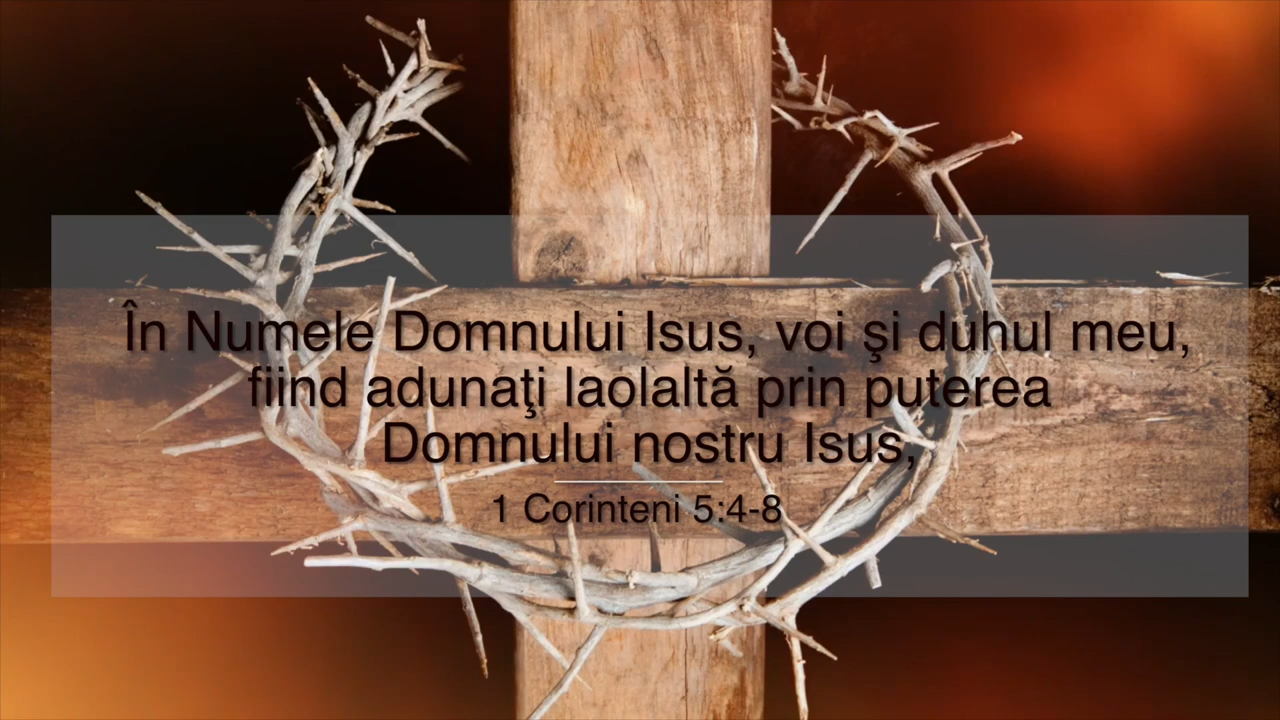 În Numele Domnului Isus, voi şi duhul meu,
fiind adunaţi laolaltă prin puterea
Domnului nostru Isus,
1 Corinteni 5:4-8